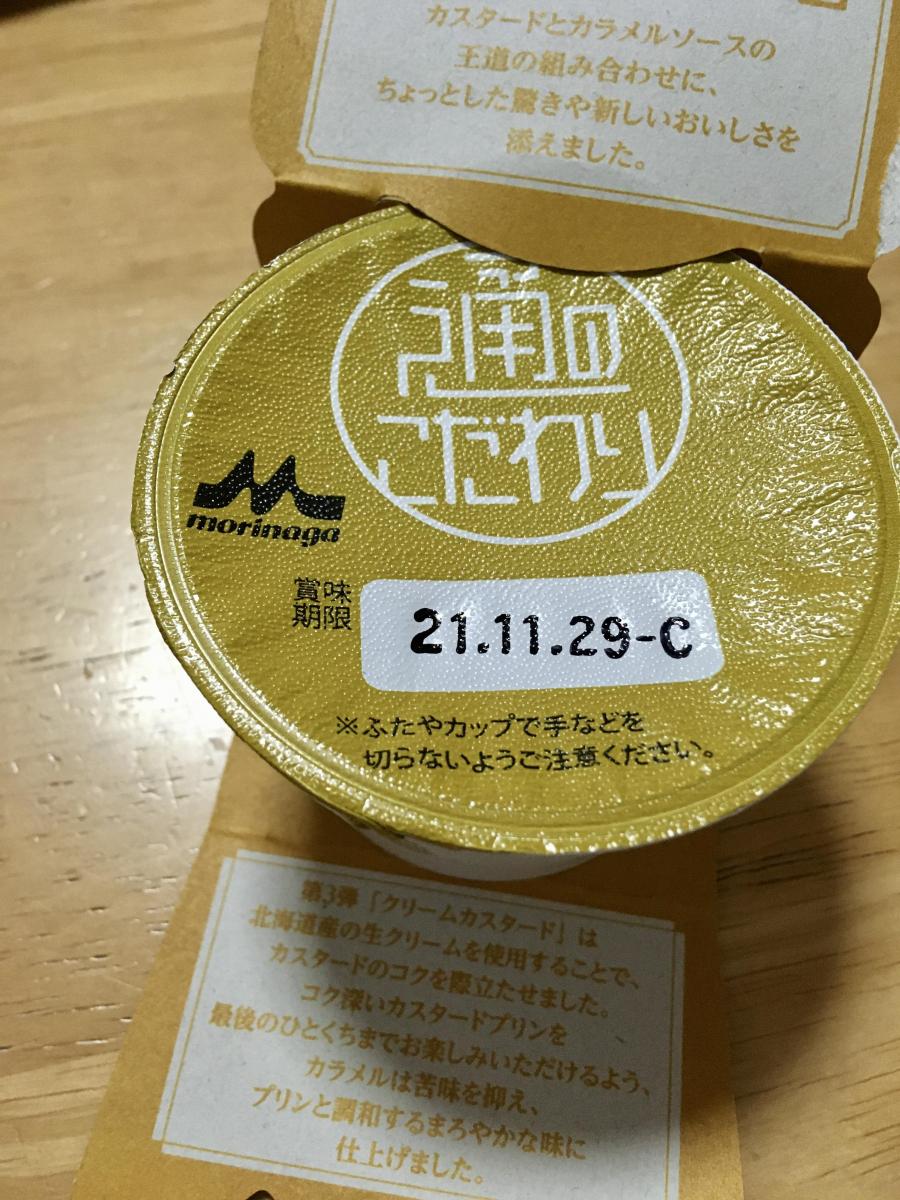 カスタードとカラメルソースの
王道の組み合わせに、
ちょっとした驚きや新しいおいしさを
添えました。
通の
こだわり
morinaga
賞味
期限
21.11.29-C
※ふたやカップで手などを
切らないようご注意ください。
第3弾「クリームカスタード」は
北海道産の生クリームを使用することで、
カスタードのコクを際立たせました。
コク深いカスタードプリンを
最後のひとくちまでお楽しみいただけるよう、
カラメルは苦味を抑え、
プリンと調和するまろやかな味に
仕上げました。